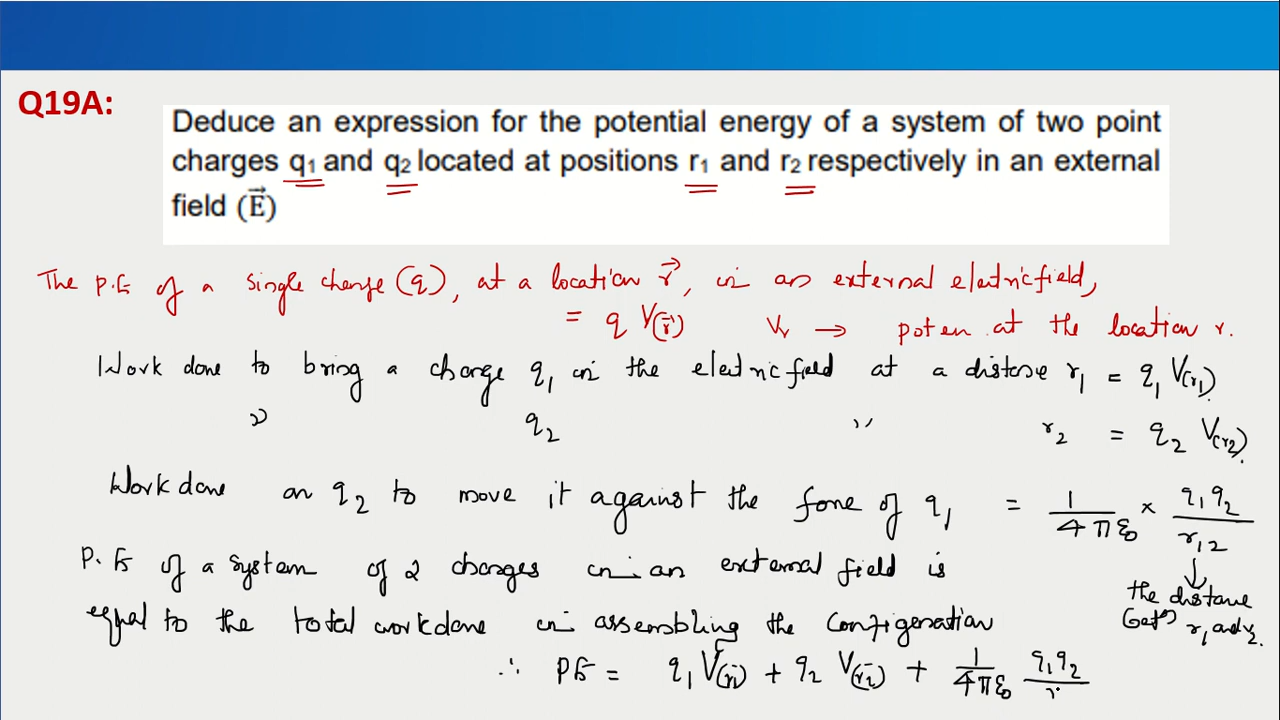 Q19A:
Deduce an expression for the potential energy of a system of two point
charges q₁ and q₂ located at positions r₁ and r₂ respectively in an external
field (E⃗)
The P.E of a single charge (q), at a location r⃗, in an external electric field,
= q V(r⃗) Vr → poten at the location r.
Work done to bring a charge q₁ in the electric field at a distance r₁ = q₁ V(r₁).
〃 q₂ 〃 r₂ = q₂ V(r₂).
Work done on q₂ to move it against the force of q₁ = 1/4πε₀ × q₁q₂/r₁₂
P.E of a system of 2 charges in an external field is
↓ the distance
equal to the total work done in assembling the configeration
betⁿ r₁ and r₂.
∴ PE = q₁ V(r₁) + q₂ V(r₂) + 1/4πε₀ q₁q₂/r